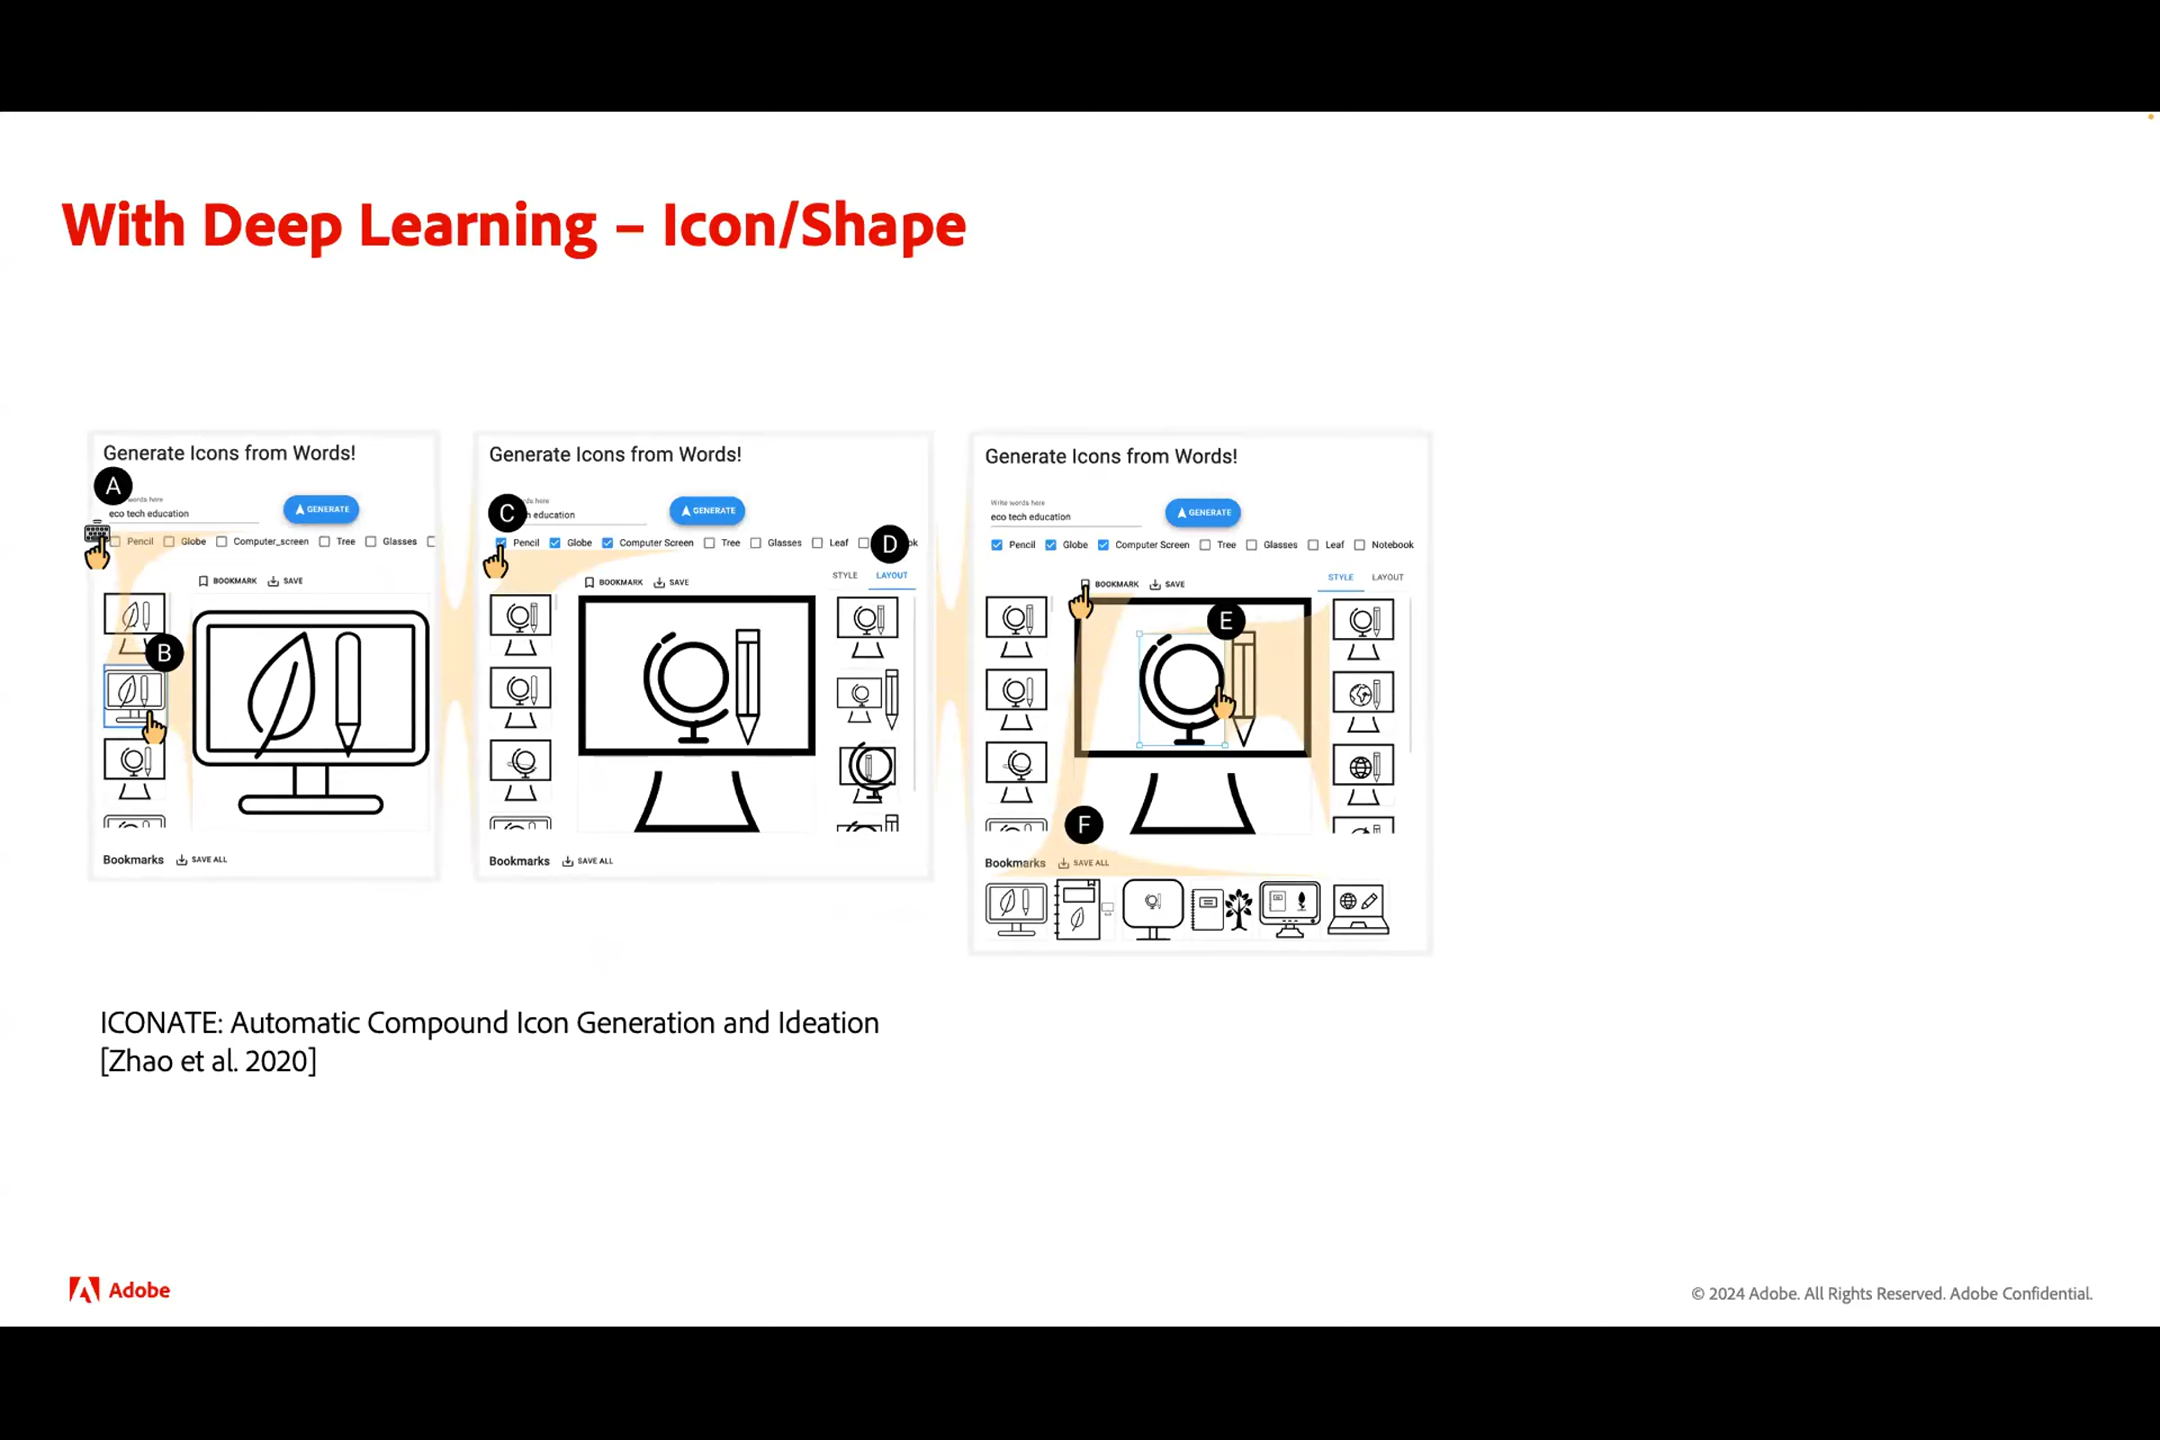 With Deep Learning – Icon/Shape
Generate Icons from Words!
A
words here
eco tech education
GENERATE
Pencil Globe Computer_screen Tree Glasses
BOOKMARK SAVE
B
Bookmarks SAVE ALL
Generate Icons from Words!
C
education
GENERATE
Pencil Globe Computer Screen Tree Glasses Leaf
D
STYLE LAYOUT
BOOKMARK SAVE
Bookmarks SAVE ALL
Generate Icons from Words!
Write words here
eco tech education
GENERATE
Pencil Globe Computer Screen Tree Glasses Leaf Notebook
STYLE LAYOUT
BOOKMARK SAVE
E
F
Bookmarks SAVE ALL
ICONATE: Automatic Compound Icon Generation and Ideation
[Zhao et al. 2020]
Adobe
© 2024 Adobe. All Rights Reserved. Adobe Confidential.